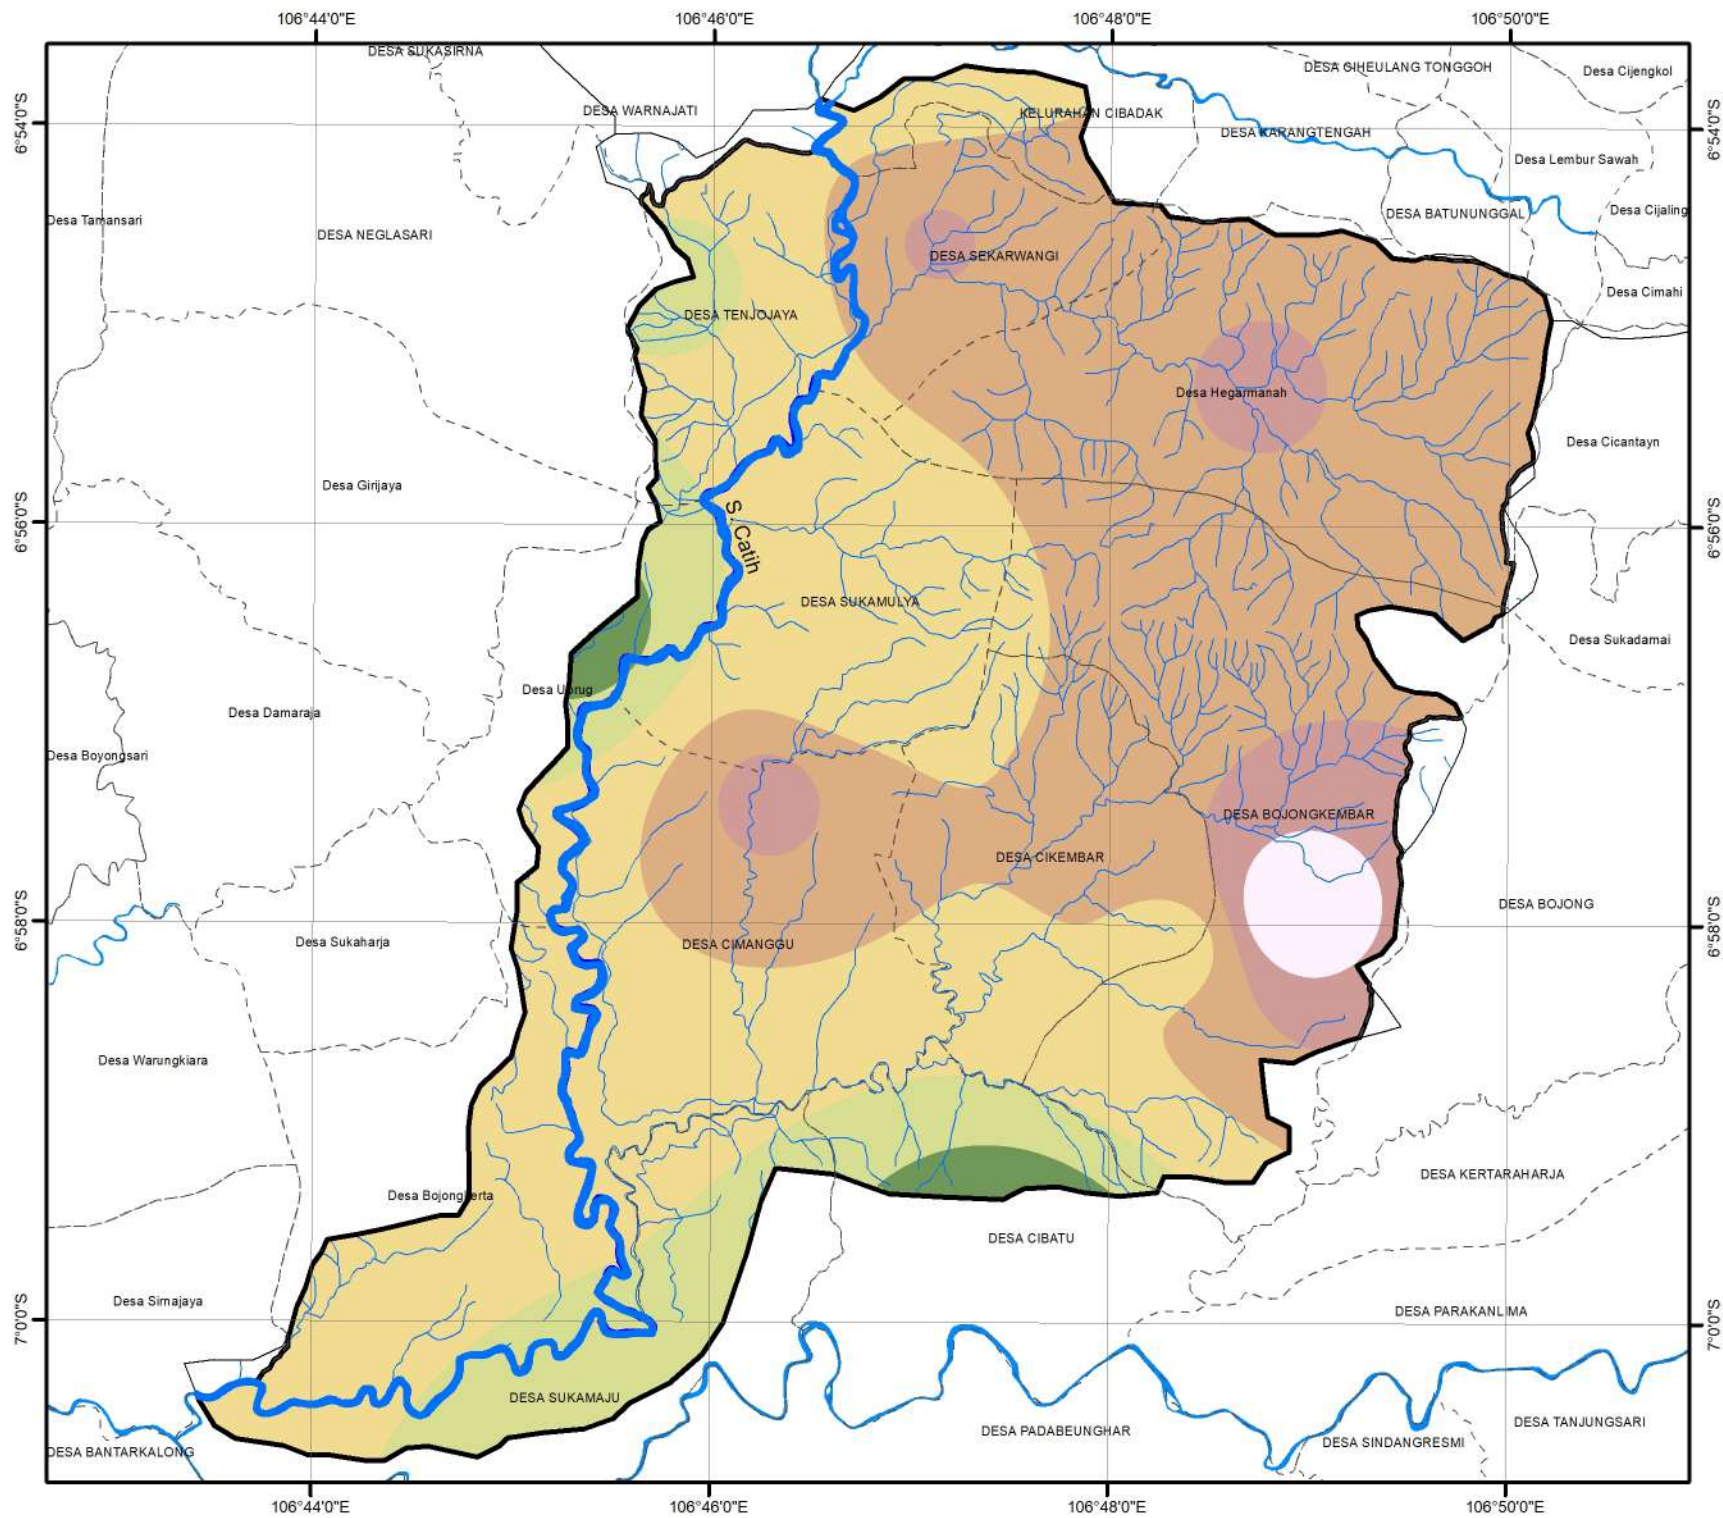 106°44'0"E
106°46'0"E
106°48'0"E
106°50'0"E
DESA SUKASIRNA
DESA CIHEULANG TONGGOH
Desa Cijengkol
DESA WARNAJATI
KELURAHAN CIBADAK
6°54'0"S
6°54'0"S
DESA KARANGTENGAH
Desa Lembur Sawah
Desa Tamansari
DESA NEGLASARI
DESA BATUNUNGGAL
Desa Cijaling
DESA SEKARWANGI
Desa Cimahi
DESA TENJOJAYA
Desa Hegarmanah
Desa Cicantayn
Desa Girijaya
6°56'0"S
S. Catih
6°56'0"S
DESA SUKAMULYA
Desa Sukadamai
Desa Ubrug
Desa Damaraja
Desa Boyongsari
DESA BOJONGKEMBAR
DESA CIKEMBAR
DESA BOJONG
6°58'0"S
6°58'0"S
Desa Sukaharja
DESA CIMANGGU
Desa Warungkiara
DESA KERTARAHARJA
Desa Bojongkerta
DESA CIBATU
Desa Sirnajaya
DESA PARAKANLIMA
7°0'0"S
7°0'0"S
DESA SUKAMAJU
DESA TANJUNGSARI
DESA PADABEUNGHAR
DESA SINDANGRESMI
DESA BANTARKALONG
106°44'0"E
106°46'0"E
106°48'0"E
106°50'0"E